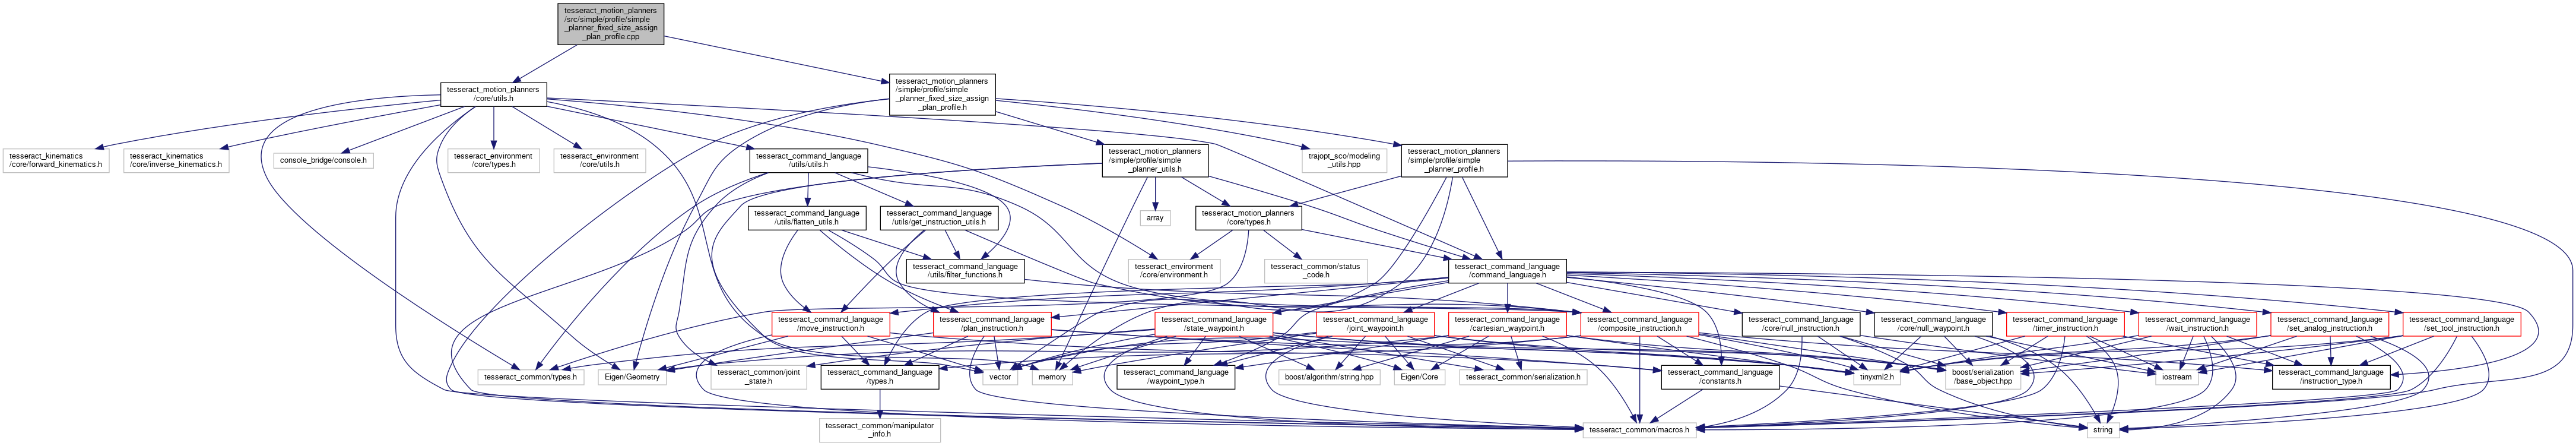 tesseract_motion_planners
/src/simple/profile/simple
_planner_fixed_size_assign
_plan_profile.cpp
tesseract_motion_planners
/core/utils.h
tesseract_motion_planners
/simple/profile/simple
_planner_fixed_size_assign
_plan_profile.h
tesseract_kinematics
/core/forward_kinematics.h
tesseract_kinematics
/core/inverse_kinematics.h
console_bridge/console.h
tesseract_environment
/core/types.h
tesseract_environment
/core/utils.h
tesseract_command_language
/utils/utils.h
tesseract_motion_planners
/simple/profile/simple
_planner_utils.h
trajopt_sco/modeling
_utils.hpp
tesseract_motion_planners
/simple/profile/simple
_planner_profile.h
tesseract_command_language
/utils/flatten_utils.h
tesseract_command_language
/utils/get_instruction_utils.h
array
tesseract_motion_planners
/core/types.h
tesseract_command_language
/utils/filter_functions.h
tesseract_environment
/core/environment.h
tesseract_common/status
_code.h
tesseract_command_language
/command_language.h
tesseract_command_language
/move_instruction.h
tesseract_command_language
/plan_instruction.h
tesseract_command_language
/state_waypoint.h
tesseract_command_language
/joint_waypoint.h
tesseract_command_language
/cartesian_waypoint.h
tesseract_command_language
/composite_instruction.h
tesseract_command_language
/core/null_instruction.h
tesseract_command_language
/core/null_waypoint.h
tesseract_command_language
/timer_instruction.h
tesseract_command_language
/wait_instruction.h
tesseract_command_language
/set_analog_instruction.h
tesseract_command_language
/set_tool_instruction.h
tesseract_common/types.h
Eigen/Geometry
tesseract_common/joint
_state.h
tesseract_command_language
/types.h
vector
memory
tesseract_command_language
/waypoint_type.h
boost/algorithm/string.hpp
Eigen/Core
tesseract_common/serialization.h
tesseract_command_language
/constants.h
tinyxml2.h
boost/serialization
/base_object.hpp
iostream
tesseract_command_language
/instruction_type.h
tesseract_common/manipulator
_info.h
tesseract_common/macros.h
string